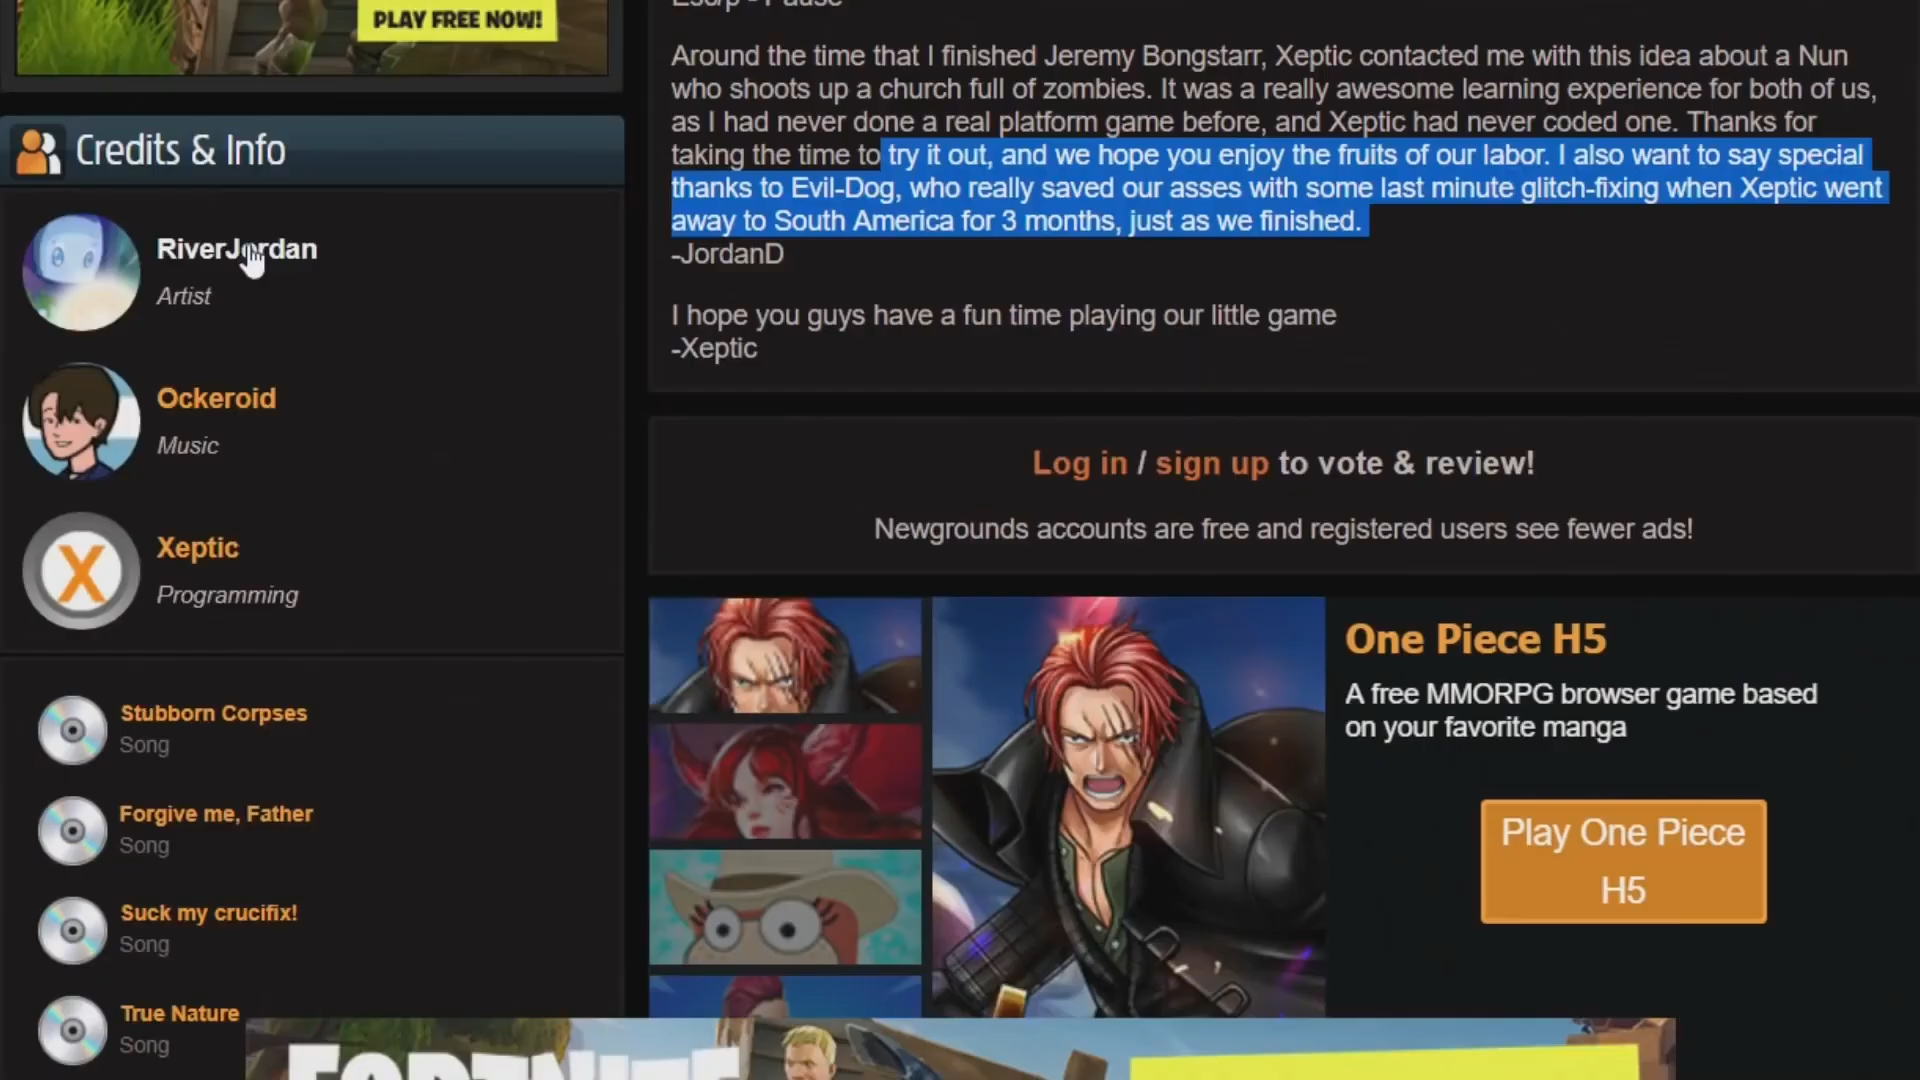 PLAY FREE NOW!
Credits & Info
RiverJordan
Artist
Ockeroid
Music
X
Xeptic
Programming
Stubborn Corpses
Song
Forgive me, Father
Song
Suck my crucifix!
Song
True Nature
Song
Esc/p - Pause
Around the time that I finished Jeremy Bongstarr, Xeptic contacted me with this idea about a Nun
who shoots up a church full of zombies. It was a really awesome learning experience for both of us,
as I had never done a real platform game before, and Xeptic had never coded one. Thanks for
taking the time to try it out, and we hope you enjoy the fruits of our labor. I also want to say special
thanks to Evil-Dog, who really saved our asses with some last minute glitch-fixing when Xeptic went
away to South America for 3 months, just as we finished.
-JordanD
I hope you guys have a fun time playing our little game
-Xeptic
Log in / sign up to vote & review!
Newgrounds accounts are free and registered users see fewer ads!
One Piece H5
A free MMORPG browser game based
on your favorite manga
Play One Piece
H5
FORTNITE